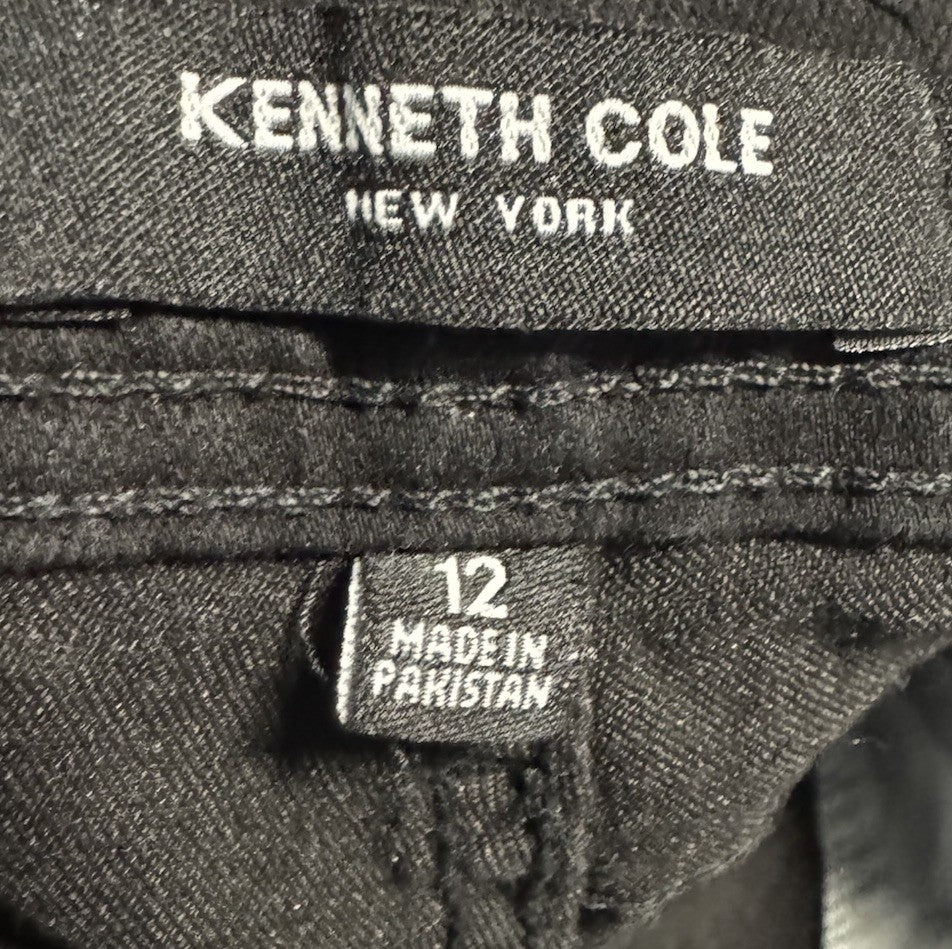 KENNETH COLE
NEW YORK
12
MADE IN
PAKISTAN